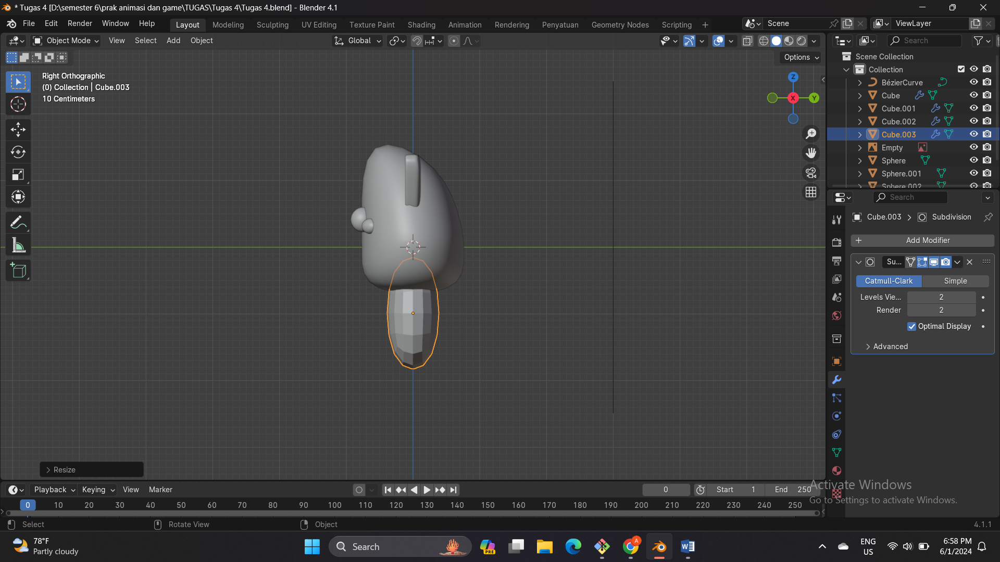 * Tugas 4 [D:\semester 6\prak animasi dan game\TUGAS\Tugas 4\Tugas 4.blend] - Blender 4.1
File Edit Render Window Help Layout Modeling Sculpting UV Editing Texture Paint Shading Animation Rendering Penyatuan Geometry Nodes Scripting + Scene ViewLayer
Object Mode View Select Add Object Global Search
Options
Right Orthographic
(0) Collection | Cube.003
10 Centimeters
Z
Y
X
Scene Collection
Collection
BézierCurve
Cube
Cube.001
Cube.002
Cube.003
Empty
Sphere
Sphere.001
Sphere.002
Search
Cube.003 > Subdivision
+ Add Modifier
Su...
Catmull-Clark Simple
Levels Vie... 2
Render 2
Optimal Display
Advanced
Resize
Playback Keying View Marker 0 Start 1 End 250
0 10 20 30 40 50 60 70 80 90 100 110 120 130 140 150 160 170 180 190 200 210 220 230 240 250
Select Rotate View Object 4.1.1
Activate Windows
Go to Settings to activate Windows.
78°F
Partly cloudy
Search
PRE
A
ENG
US
6:58 PM
6/1/2024